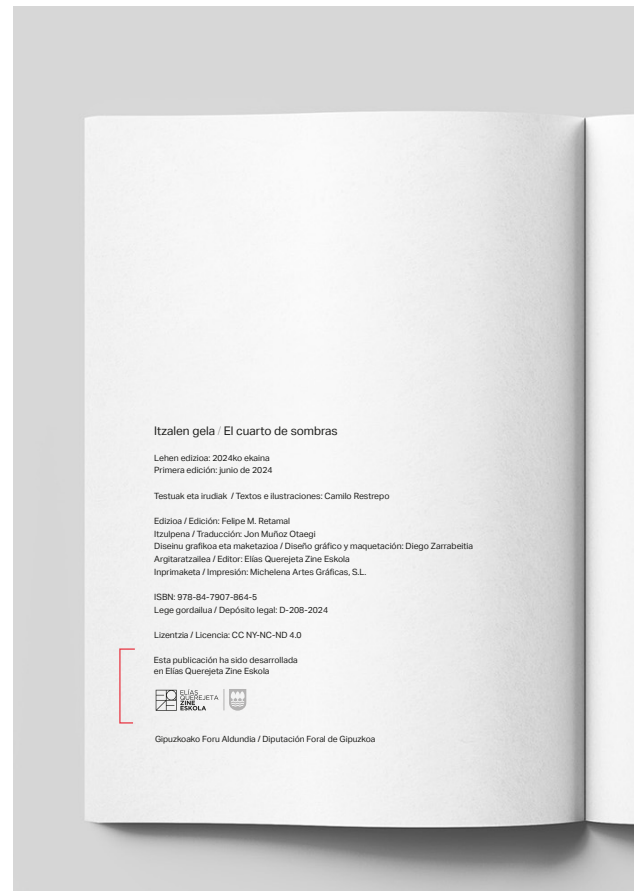 Itzalen gela / El cuarto de sombras
Lehen edizioa: 2024ko ekaina
Primera edición: junio de 2024
Testuak eta irudiak / Textos e ilustraciones: Camilo Restrepo
Edizioa / Edición: Felipe M. Retamal
Itzulpena / Traducción: Jon Muñoz Otaegi
Diseinu grafikoa eta maketazioa / Diseño gráfico y maquetación: Diego Zarrabeitia
Argitaratzailea / Editor: Elías Querejeta Zine Eskola
Inprimaketa / Impresión: Michelena Artes Gráficas, S.L.
ISBN: 978-84-7907-864-5
Lege gordailua / Depósito legal: D-208-2024
Lizentzia / Licencia: CC NY-NC-ND 4.0
Esta publicación ha sido desarrollada
en Elías Querejeta Zine Eskola
EQZE
ELÍAS
QUEREJETA
ZINE
ESKOLA
Gipuzkoako Foru Aldundia / Diputación Foral de Gipuzkoa